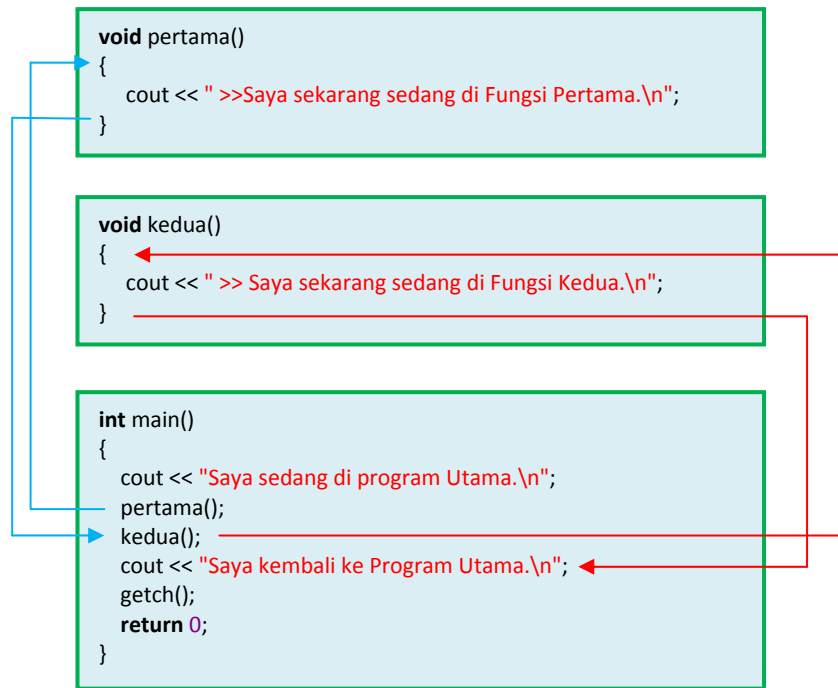 void pertama()
{
cout << " >>Saya sekarang sedang di Fungsi Pertama.\n";
}
void kedua()
{
cout << " >> Saya sekarang sedang di Fungsi Kedua.\n";
}
int main()
{
cout << "Saya sedang di program Utama.\n";
pertama();
kedua();
cout << "Saya kembali ke Program Utama.\n";
getch();
return 0;
}